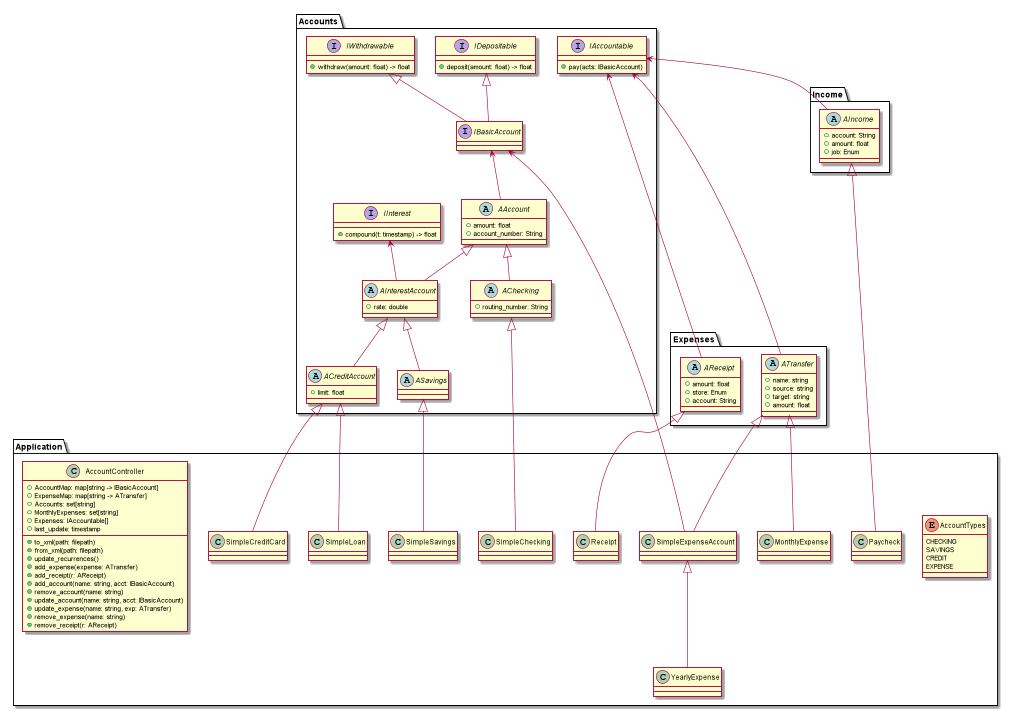 Accounts
I IWithdrawable
withdraw(amount: float) -> float
I IDepositable
deposit(amount: float) -> float
I IAccountable
pay(acts: IBasicAccount)
Income
A AIncome
account: String
amount: float
job: Enum
I IBasicAccount
I IInterest
compound(t: timestamp) -> float
A AAccount
amount: float
account_number: String
A AInterestAccount
rate: double
A AChecking
routing_number: String
A ACreditAccount
limit: float
A ASavings
Expenses
A AReceipt
amount: float
store: Enum
account: String
A ATransfer
name: string
source: string
target: string
amount: float
Application
C AccountController
AccountMap: map[string -> IBasicAccount]
ExpenseMap: map[string -> ATransfer]
Accounts: set[string]
MonthlyExpenses: set[string]
Expenses: IAccountable[]
last_update: timestamp
to_xml(path: filepath)
from_xml(path: filepath)
update_recurrences()
add_expense(expense: ATransfer)
add_receipt(r: AReceipt)
add_account(name: string, acct: IBasicAccount)
remove_account(name: string)
update_account(name: string, acct: IBasicAccount)
update_expense(name: string, exp: ATransfer)
remove_expense(name: string)
remove_receipt(r: AReceipt)
C SimpleCreditCard
C SimpleLoan
C SimpleSavings
C SimpleChecking
C Receipt
C SimpleExpenseAccount
C MonthlyExpense
C Paycheck
E AccountTypes
CHECKING
SAVINGS
CREDIT
EXPENSE
C YearlyExpense